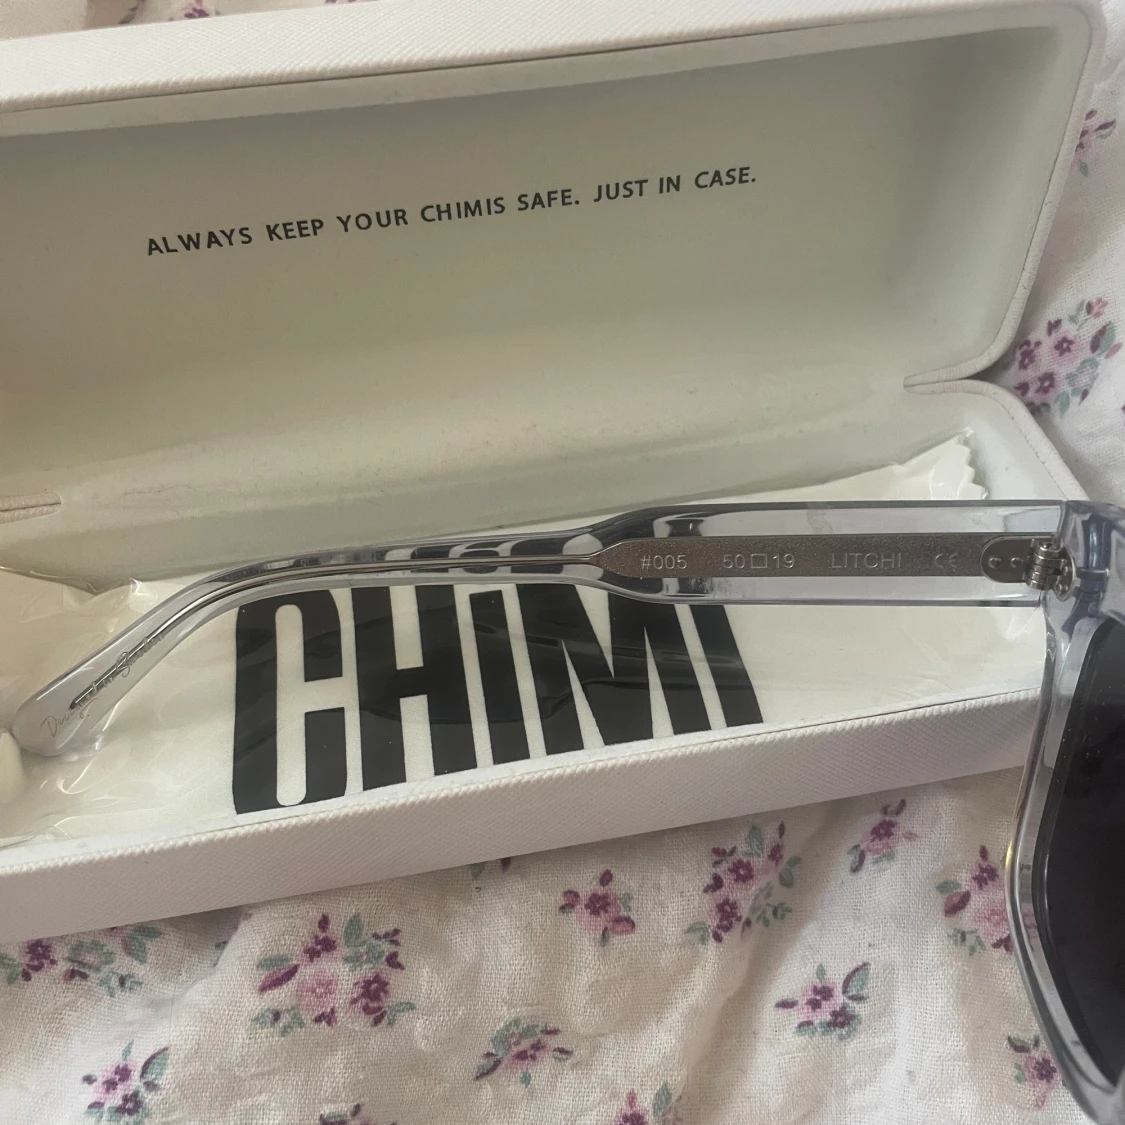 ALWAYS KEEP YOUR CHIMIS SAFE. JUST IN CASE.
#005 50□19 LITCHI CE
CHIMI